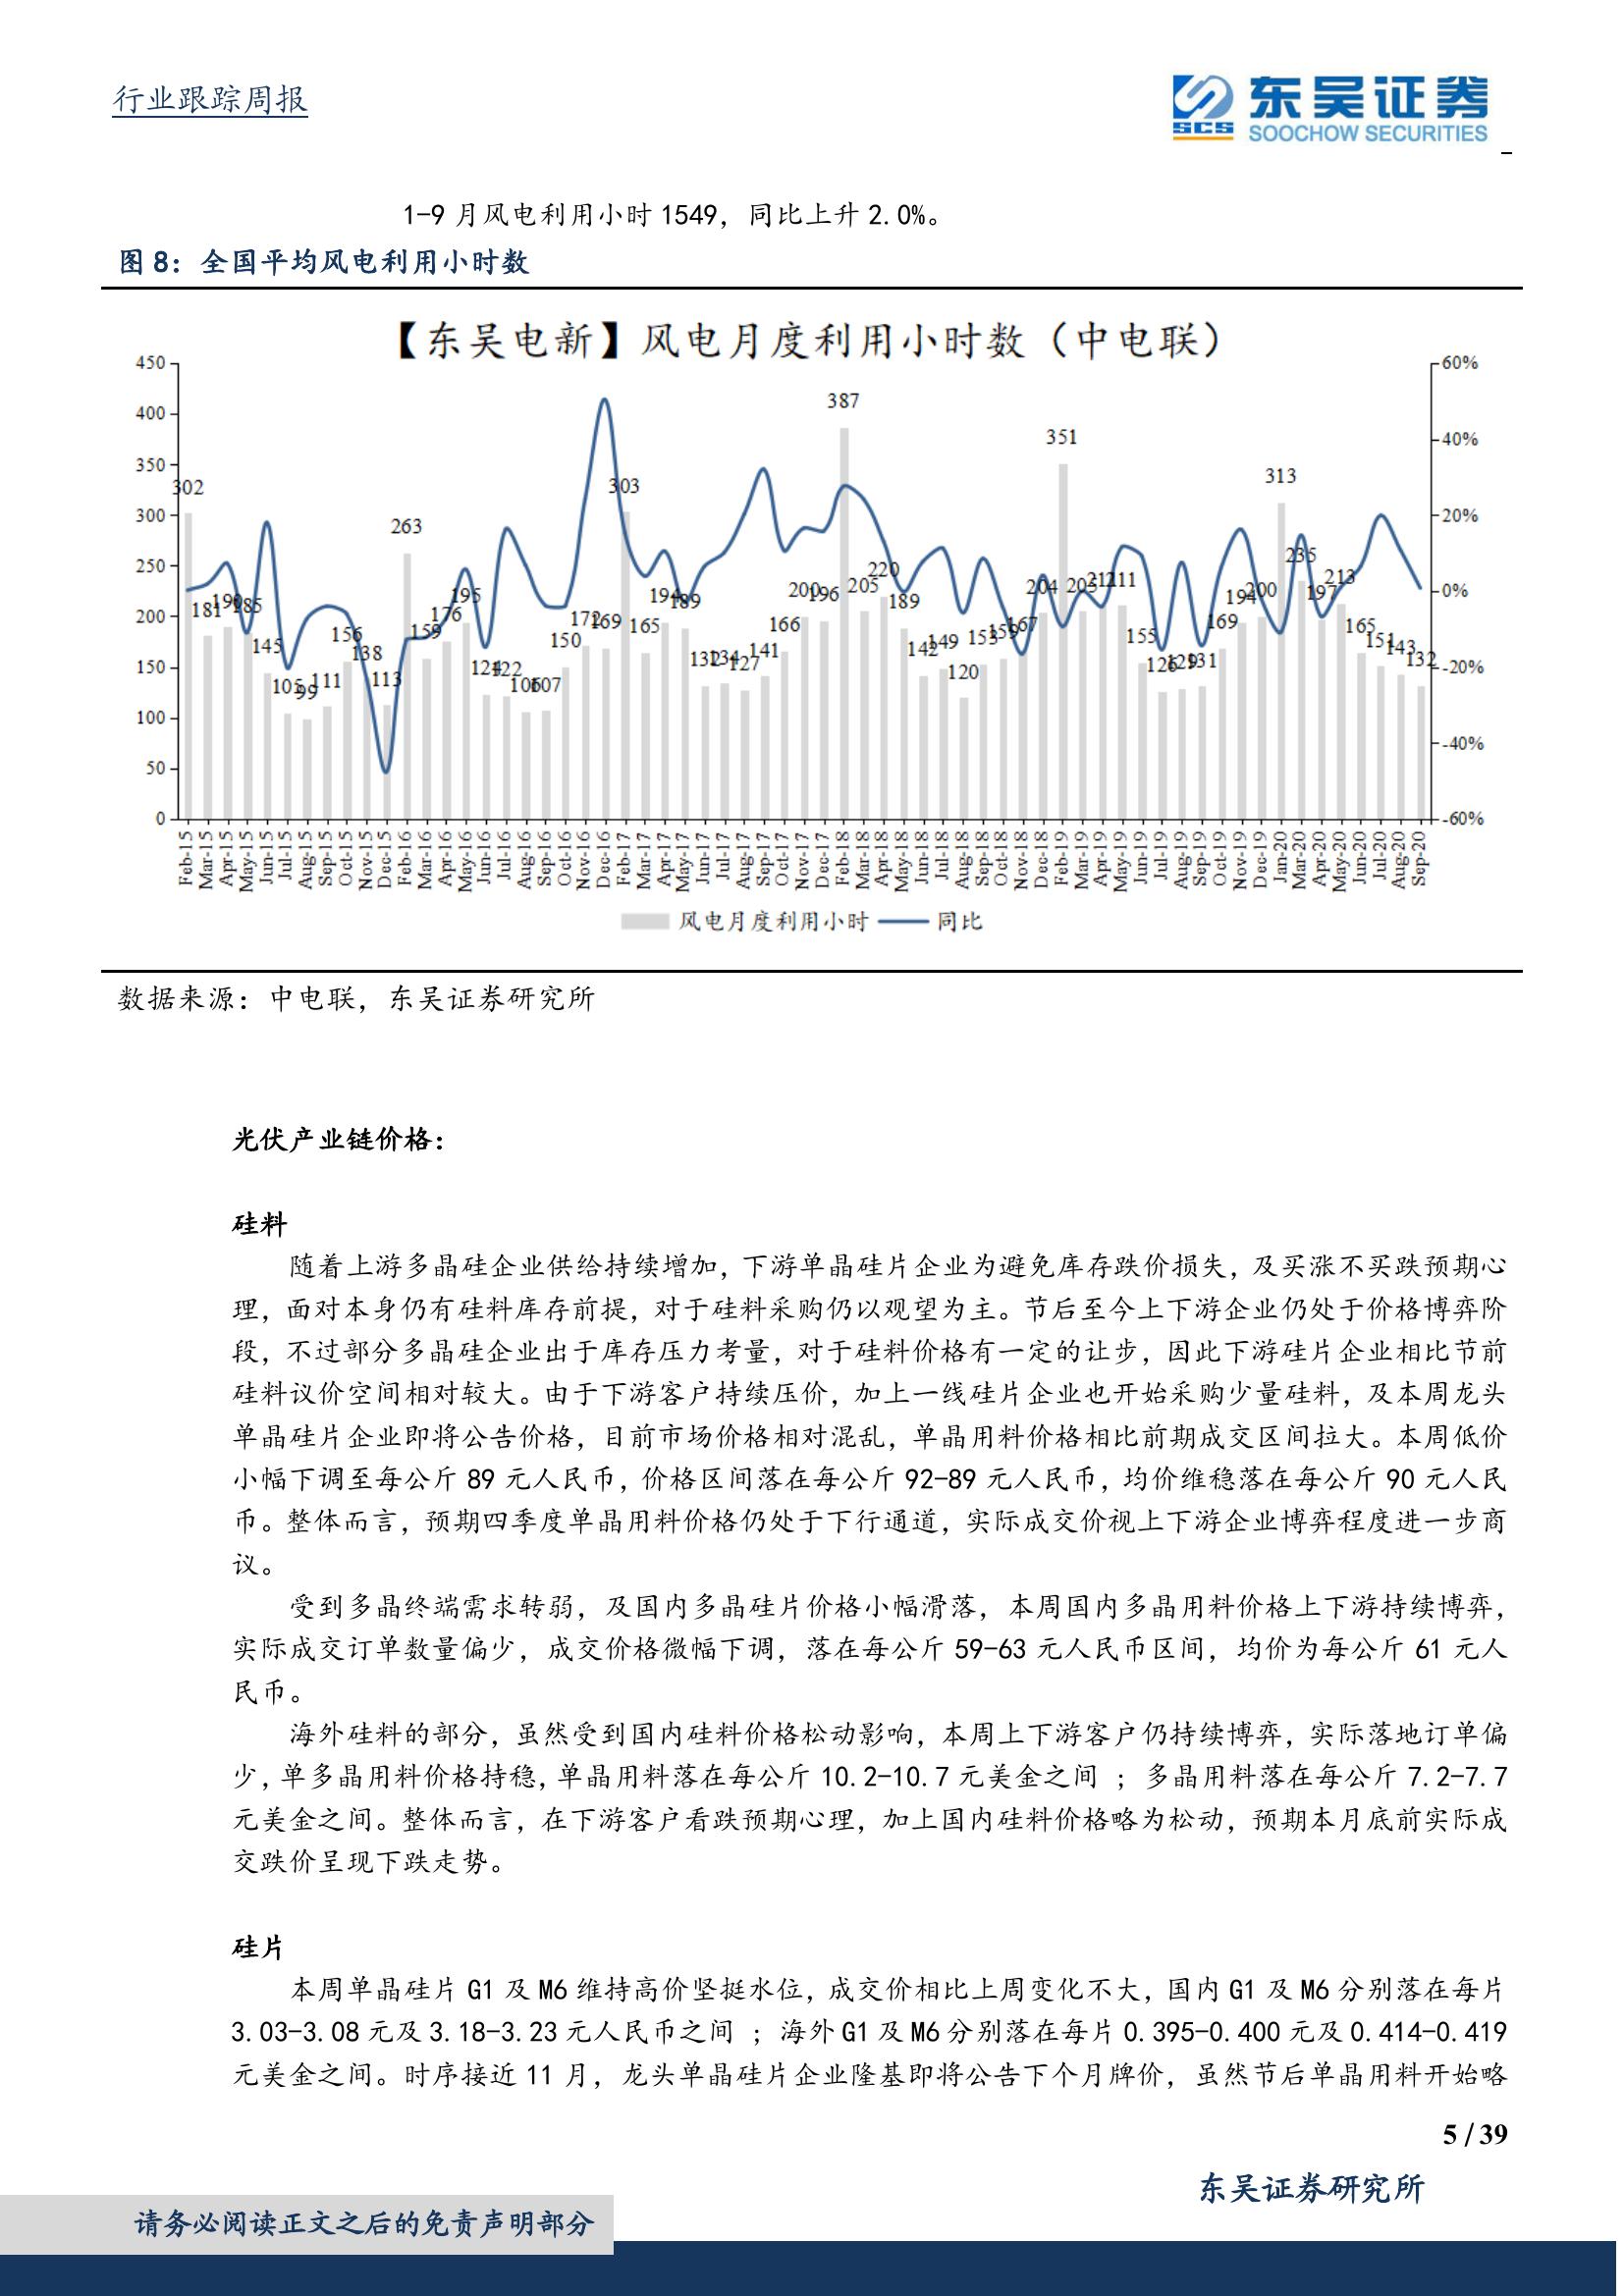 行业跟踪周报
SCS
东吴证券
SOOCHOW SECURITIES
1-9 月风电利用小时 1549，同比上升 2.0%。
图 8：全国平均风电利用小时数
【东吴电新】风电月度利用小时数（中电联）
450
400
350
300
250
200
150
100
50
0
60%
40%
20%
0%
-20%
-40%
-60%
302 181 190 185 145 105 99 111 156 138 113 263 159 176 195 124 122 106 107 150 172 169 303 165 194 189 132 134 127 141 166 200 196 387 205 220 189 142 149 120 153 159 167 204 351 205 212 211 155 126 129 131 169 194 200 313 235 197 213 165 151 143 132
Feb-15 Mar-15 Apr-15 May-15 Jun-15 Jul-15 Aug-15 Sep-15 Oct-15 Nov-15 Dec-15 Feb-16 Mar-16 Apr-16 May-16 Jun-16 Jul-16 Aug-16 Sep-16 Oct-16 Nov-16 Dec-16 Feb-17 Mar-17 Apr-17 May-17 Jun-17 Jul-17 Aug-17 Sep-17 Oct-17 Nov-17 Dec-17 Feb-18 Mar-18 Apr-18 May-18 Jun-18 Jul-18 Aug-18 Sep-18 Oct-18 Nov-18 Dec-18 Feb-19 Mar-19 Apr-19 May-19 Jun-19 Jul-19 Aug-19 Sep-19 Oct-19 Nov-19 Dec-19 Jan-20 Mar-20 Apr-20 May-20 Jun-20 Jul-20 Aug-20 Sep-20
风电月度利用小时 同比
数据来源：中电联，东吴证券研究所
光伏产业链价格：
硅料
随着上游多晶硅企业供给持续增加，下游单晶硅片企业为避免库存跌价损失，及买涨不买跌预期心
理，面对本身仍有硅料库存前提，对于硅料采购仍以观望为主。节后至今上下游企业仍处于价格博弈阶
段，不过部分多晶硅企业出于库存压力考量，对于硅料价格有一定的让步，因此下游硅片企业相比节前
硅料议价空间相对较大。由于下游客户持续压价，加上一线硅片企业也开始采购少量硅料，及本周龙头
单晶硅片企业即将公告价格，目前市场价格相对混乱，单晶用料价格相比前期成交区间拉大。本周低价
小幅下调至每公斤 89 元人民币，价格区间落在每公斤 92-89 元人民币，均价维稳落在每公斤 90 元人民
币。整体而言，预期四季度单晶用料价格仍处于下行通道，实际成交价视上下游企业博弈程度进一步商
议。
受到多晶终端需求转弱，及国内多晶硅片价格小幅滑落，本周国内多晶用料价格上下游持续博弈，
实际成交订单数量偏少，成交价格微幅下调，落在每公斤 59-63 元人民币区间，均价为每公斤 61 元人
民币。
海外硅料的部分，虽然受到国内硅料价格松动影响，本周上下游客户仍持续博弈，实际落地订单偏
少，单多晶用料价格持稳，单晶用料落在每公斤 10.2-10.7 元美金之间 ；多晶用料落在每公斤 7.2-7.7
元美金之间。整体而言，在下游客户看跌预期心理，加上国内硅料价格略为松动，预期本月底前实际成
交跌价呈现下跌走势。
硅片
本周单晶硅片 G1 及 M6 维持高价坚挺水位，成交价相比上周变化不大，国内 G1 及 M6 分别落在每片
3.03-3.08 元及 3.18-3.23 元人民币之间 ；海外 G1 及 M6 分别落在每片 0.395-0.400 元及 0.414-0.419
元美金之间。时序接近 11 月，龙头单晶硅片企业隆基即将公告下个月牌价，虽然节后单晶用料开始略
5 / 39
东吴证券研究所
请务必阅读正文之后的免责声明部分